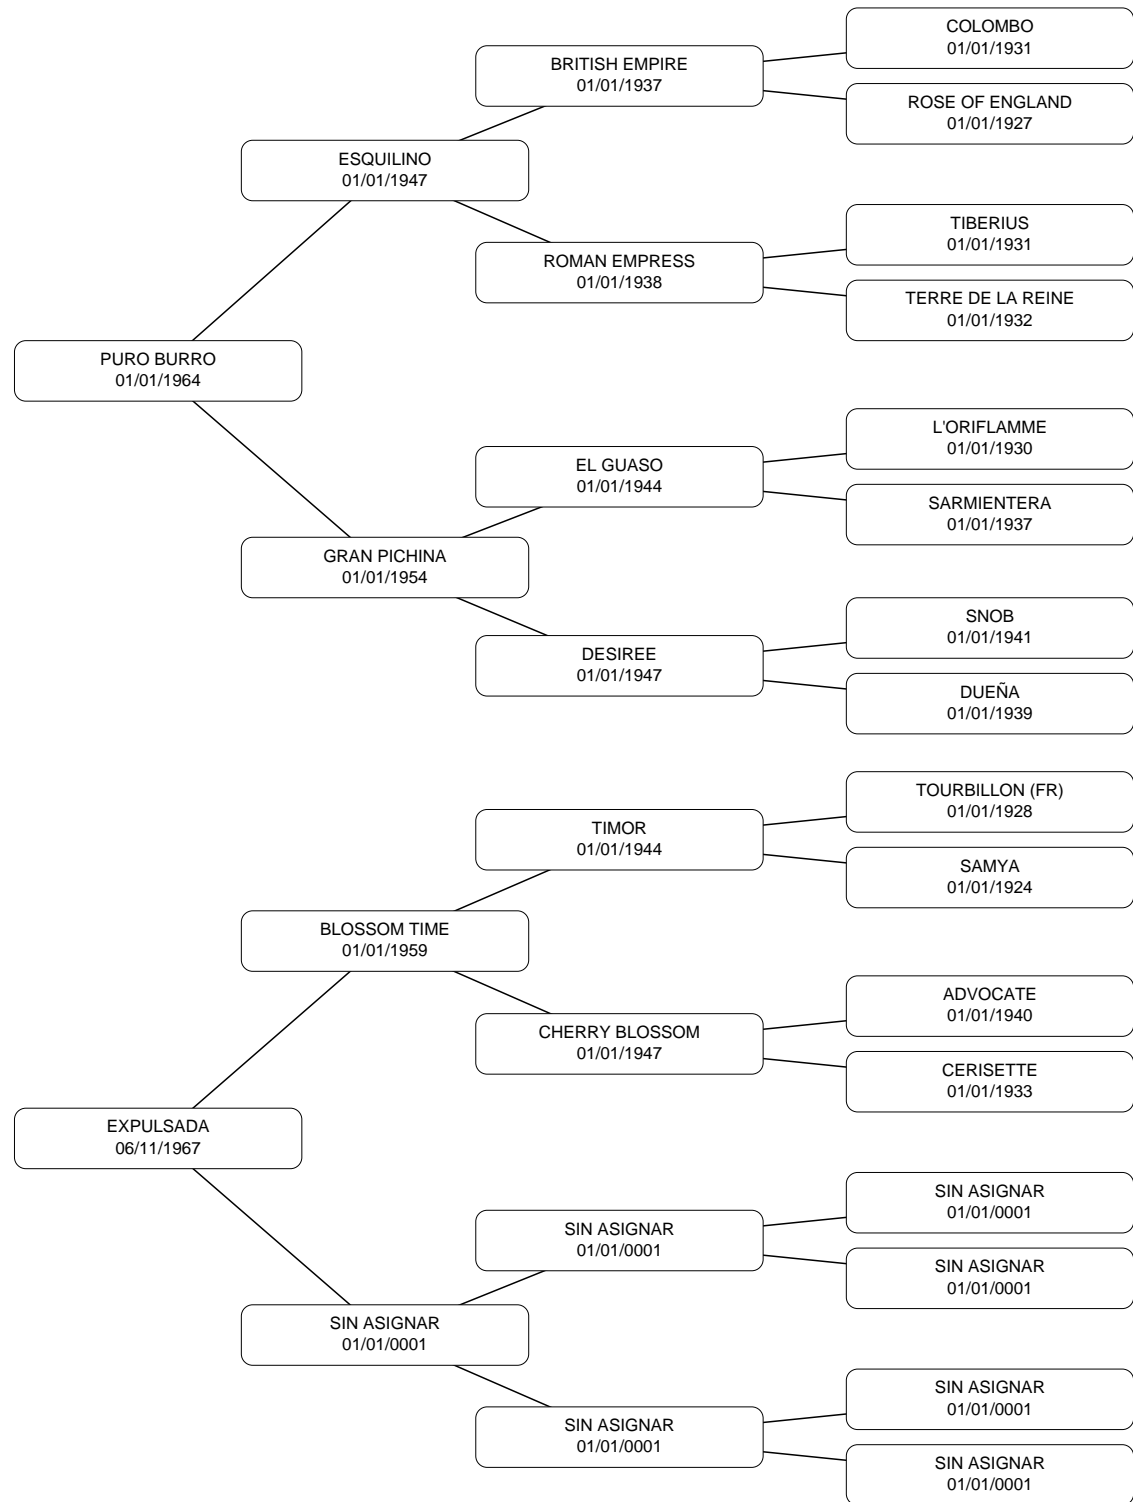 COLOMBO
01/01/1931
BRITISH EMPIRE
01/01/1937
ROSE OF ENGLAND
01/01/1927
ESQUILINO
01/01/1947
TIBERIUS
01/01/1931
ROMAN EMPRESS
01/01/1938
TERRE DE LA REINE
01/01/1932
PURO BURRO
01/01/1964
L'ORIFLAMME
01/01/1930
EL GUASO
01/01/1944
SARMIENTERA
01/01/1937
GRAN PICHINA
01/01/1954
SNOB
01/01/1941
DESIREE
01/01/1947
DUEÑA
01/01/1939
TOURBILLON (FR)
01/01/1928
TIMOR
01/01/1944
SAMYA
01/01/1924
BLOSSOM TIME
01/01/1959
ADVOCATE
01/01/1940
CHERRY BLOSSOM
01/01/1947
CERISETTE
01/01/1933
EXPULSADA
06/11/1967
SIN ASIGNAR
01/01/0001
SIN ASIGNAR
01/01/0001
SIN ASIGNAR
01/01/0001
SIN ASIGNAR
01/01/0001
SIN ASIGNAR
01/01/0001
SIN ASIGNAR
01/01/0001
SIN ASIGNAR
01/01/0001